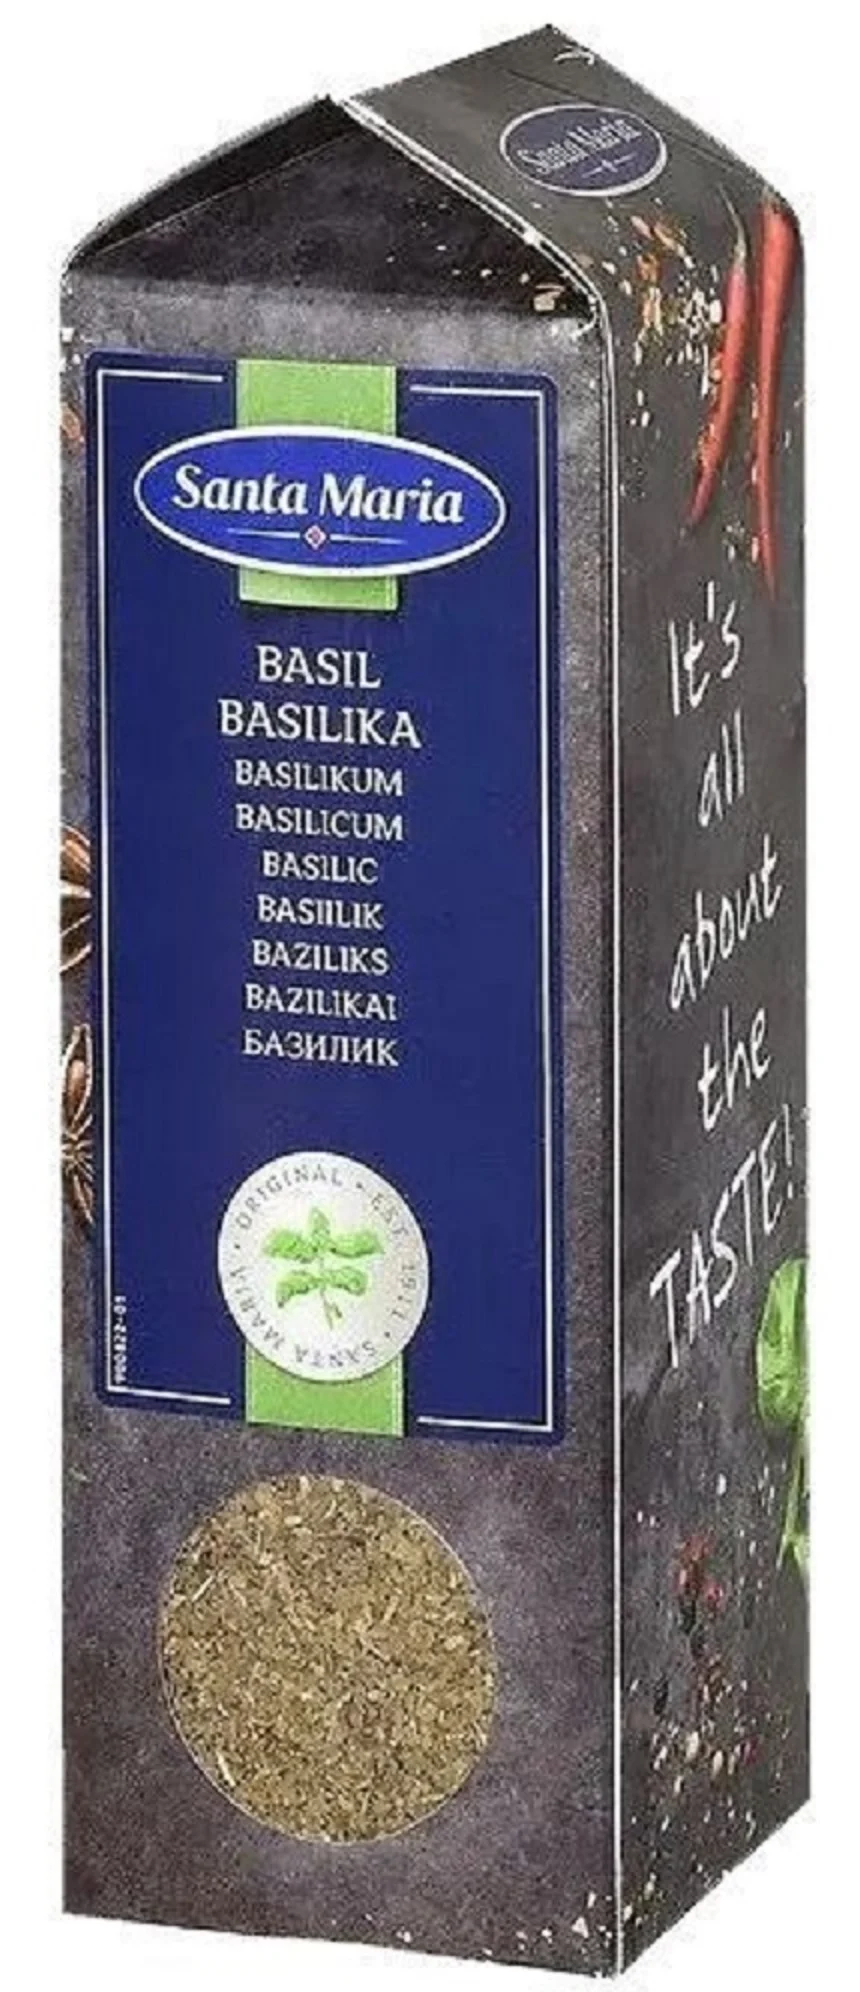 Santa Maria
Santa Maria
BASIL
BASILIKA
BASILIKUM
BASILICUM
BASILIC
BASIILIK
BAZILIKS
BAZILIKAI
БАЗИЛИК
ORIGINAL • EST. 1911 • SANTA MARIA •
It's
all
about
the
TASTE!